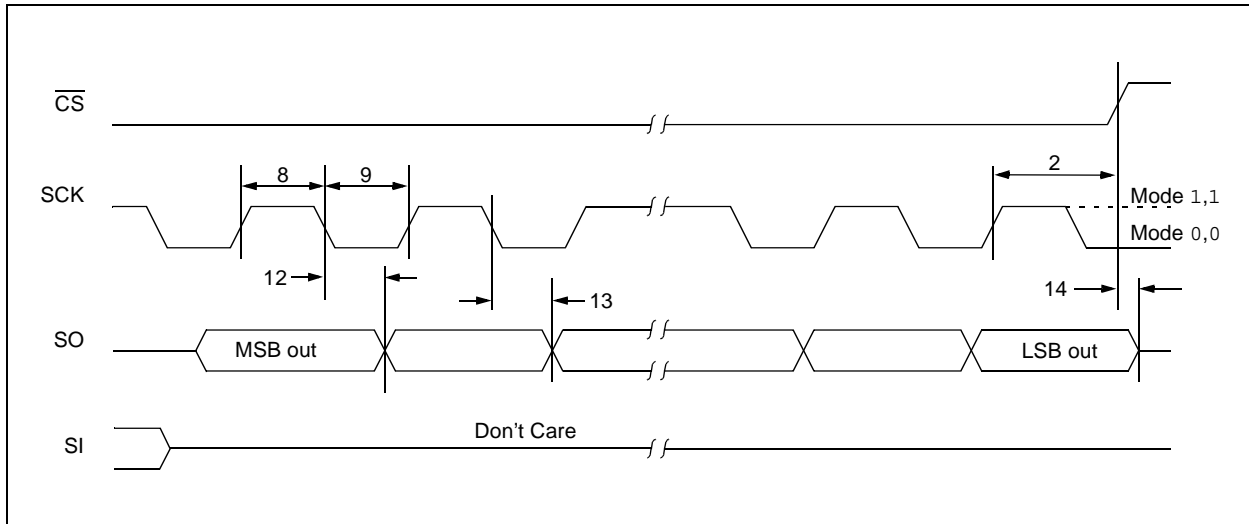 CS
8
9
2
SCK
Mode 1,1
Mode 0,0
12
13
14
SO
MSB out
LSB out
SI
Don't Care